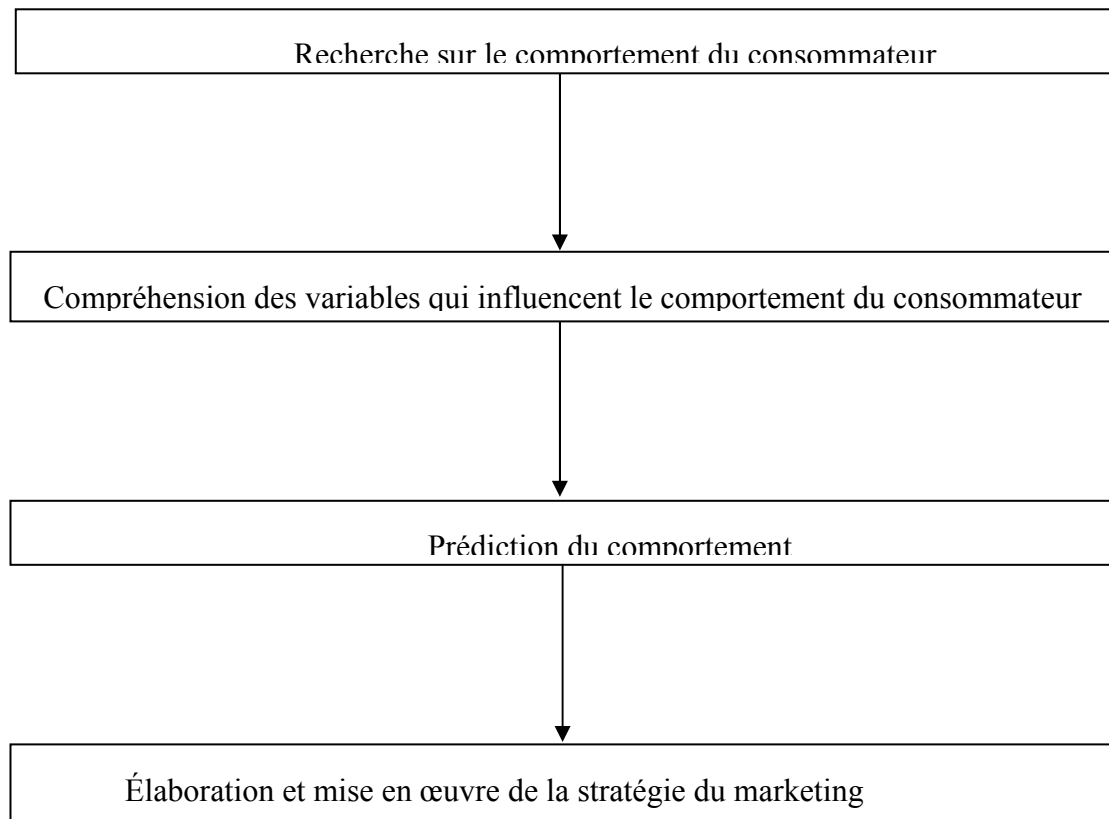 Recherche sur le comportement du consommateur
Compréhension des variables qui influencent le comportement du consommateur
Prédiction du comportement
Élaboration et mise en œuvre de la stratégie du marketing